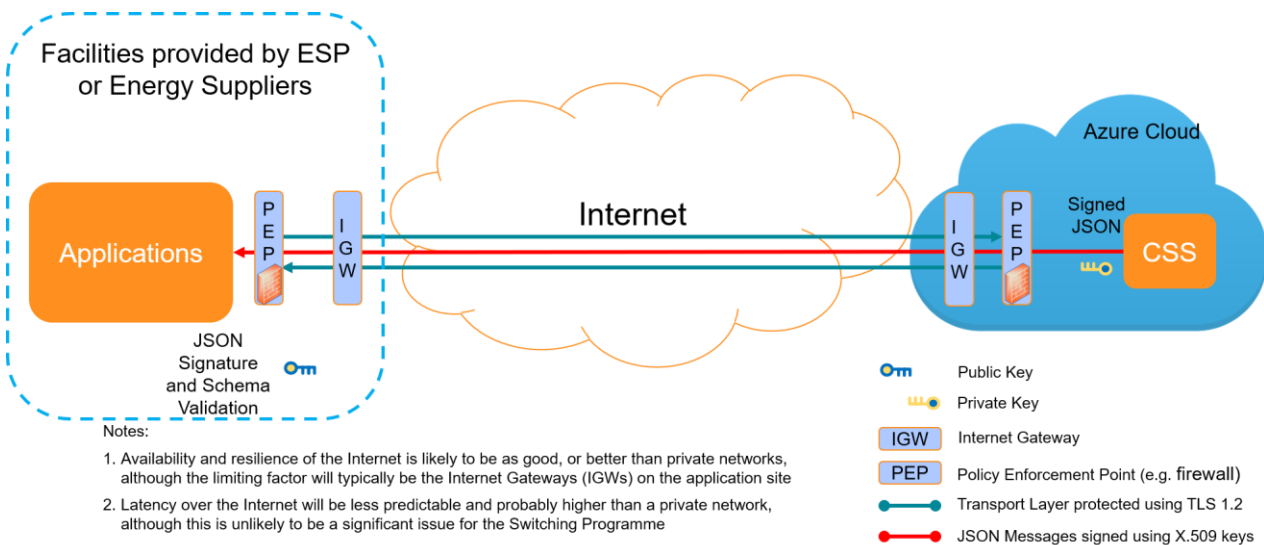 Facilities provided by ESP
or Energy Suppliers
Applications
PEP
IGW
Internet
Azure Cloud
IGW
PEP
Signed
JSON
CSS
JSON
Signature
and Schema
Validation
Public Key
Private Key
IGW
Internet Gateway
PEP
Policy Enforcement Point (e.g. firewall)
Transport Layer protected using TLS 1.2
JSON Messages signed using X.509 keys
Notes:
1. Availability and resilience of the Internet is likely to be as good, or better than private networks,
although the limiting factor will typically be the Internet Gateways (IGWs) on the application site
2. Latency over the Internet will be less predictable and probably higher than a private network,
although this is unlikely to be a significant issue for the Switching Programme